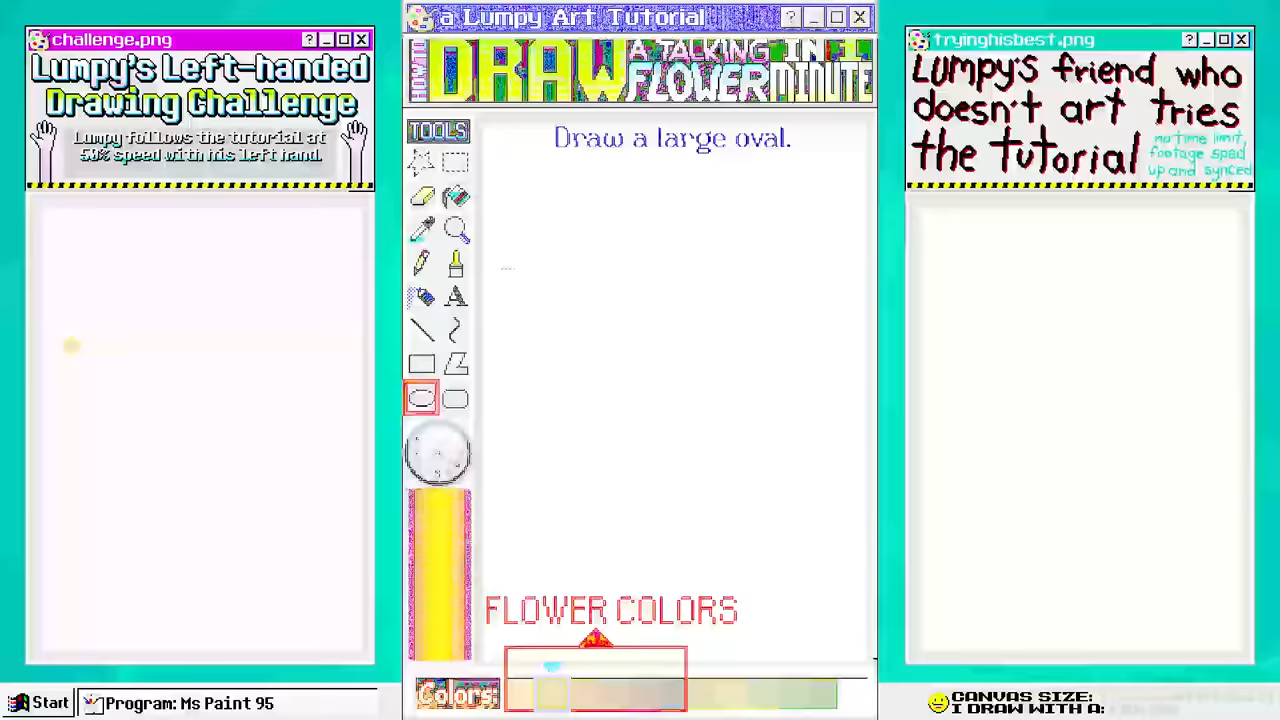 challenge.png
Lumpy's Left-handed
Drawing Challenge
Lumpy follows the tutorial at
50% speed with his left hand.
a Lumpy Art Tutorial
HOW TO
DRAW
A TALKING
FLOWER
IN 1
MINUTE
TOOLS
Draw a large oval.
A
FLOWER COLORS
Colors:
tryinghisbest.png
Lumpy's friend who
doesn't art tries
the tutorial
no time limit,
footage sped
up and synced
Start
Program: Ms Paint 95
CANVAS SIZE:
I DRAW WITH A: